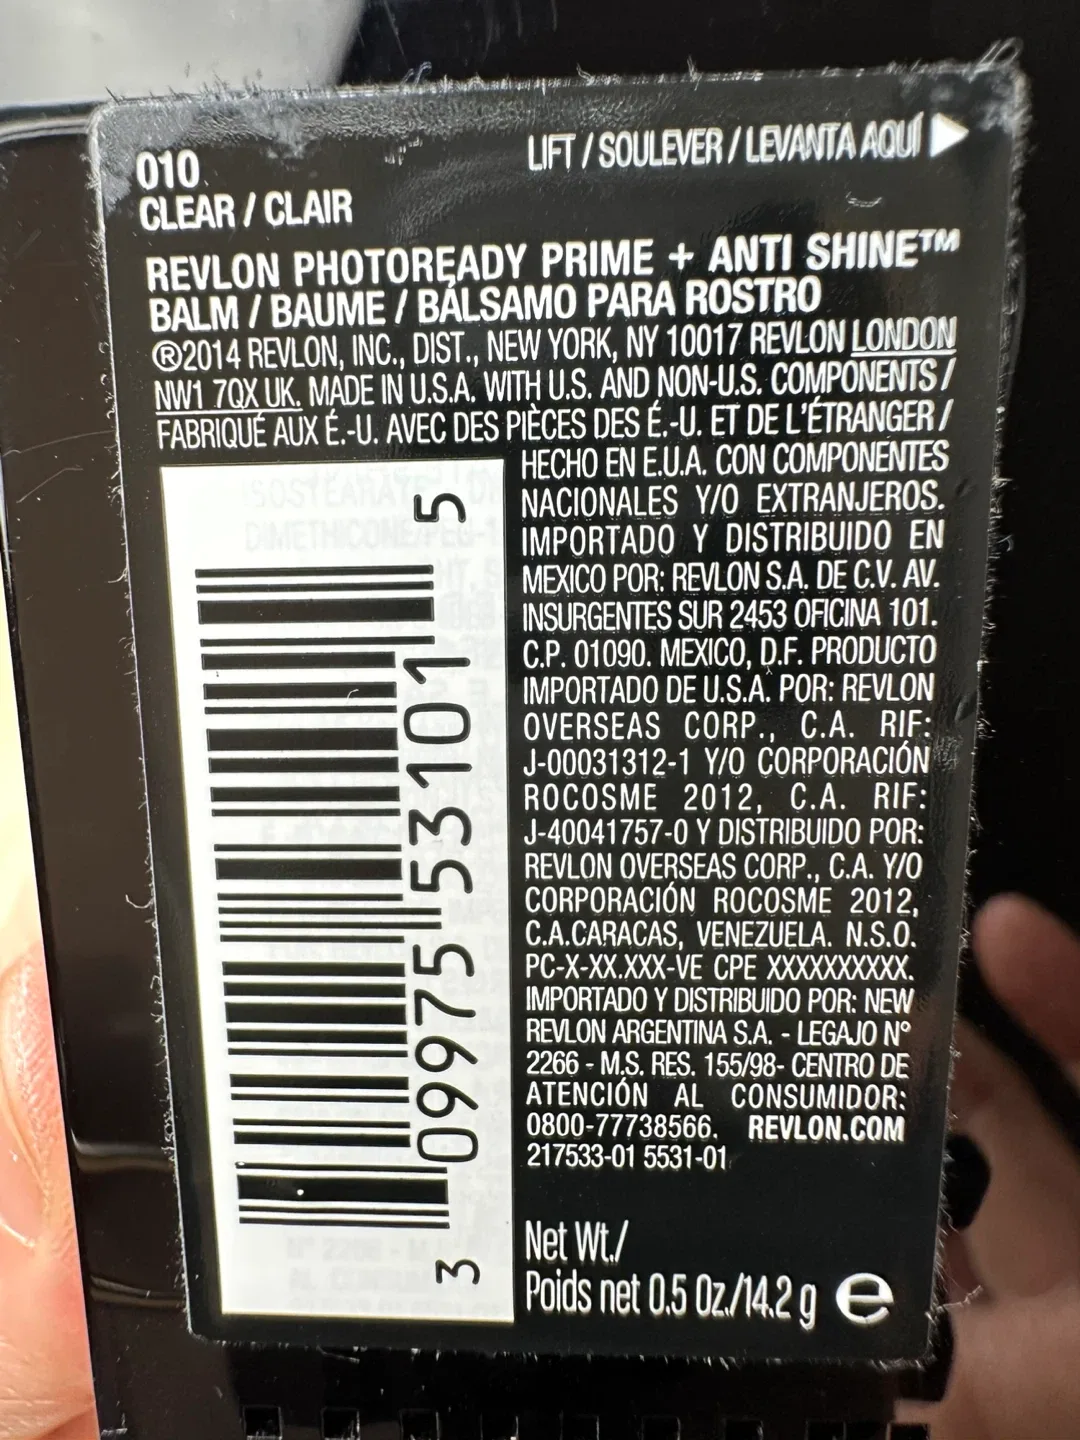 010
CLEAR / CLAIR
LIFT / SOULEVER / LEVANTA AQUÍ
REVLON PHOTOREADY PRIME + ANTI SHINE™
BALM / BAUME / BÁLSAMO PARA ROSTRO
®2014 REVLON, INC., DIST., NEW YORK, NY 10017 REVLON LONDON
NW1 7QX UK. MADE IN U.S.A. WITH U.S. AND NON-U.S. COMPONENTS /
FABRIQUÉ AUX É.-U. AVEC DES PIÈCES DES É.-U. ET DE L'ÉTRANGER /
HECHO EN E.U.A. CON COMPONENTES
NACIONALES Y/O EXTRANJEROS.
IMPORTADO Y DISTRIBUIDO EN
MEXICO POR: REVLON S.A. DE C.V. AV.
INSURGENTES SUR 2453 OFICINA 101.
C.P. 01090. MEXICO, D.F. PRODUCTO
IMPORTADO DE U.S.A. POR: REVLON
OVERSEAS CORP., C.A. RIF:
J-00031312-1 Y/O CORPORACIÓN
ROCOSME 2012, C.A. RIF:
J-40041757-0 Y DISTRIBUIDO POR:
REVLON OVERSEAS CORP., C.A. Y/O
CORPORACIÓN ROCOSME 2012,
C.A.CARACAS, VENEZUELA. N.S.O.
PC-X-XX.XXX-VE CPE XXXXXXXXXX.
IMPORTADO Y DISTRIBUIDO POR: NEW
REVLON ARGENTINA S.A. - LEGAJO N°
2266 - M.S. RES. 155/98- CENTRO DE
ATENCIÓN AL CONSUMIDOR:
0800-77738566. REVLON.COM
217533-01 5531-01
Net Wt./
Poids net 0.5 Oz./14.2 g e
3 09975 53101 5
ISOSTEARATE
DIMETHICONE/PEG-1